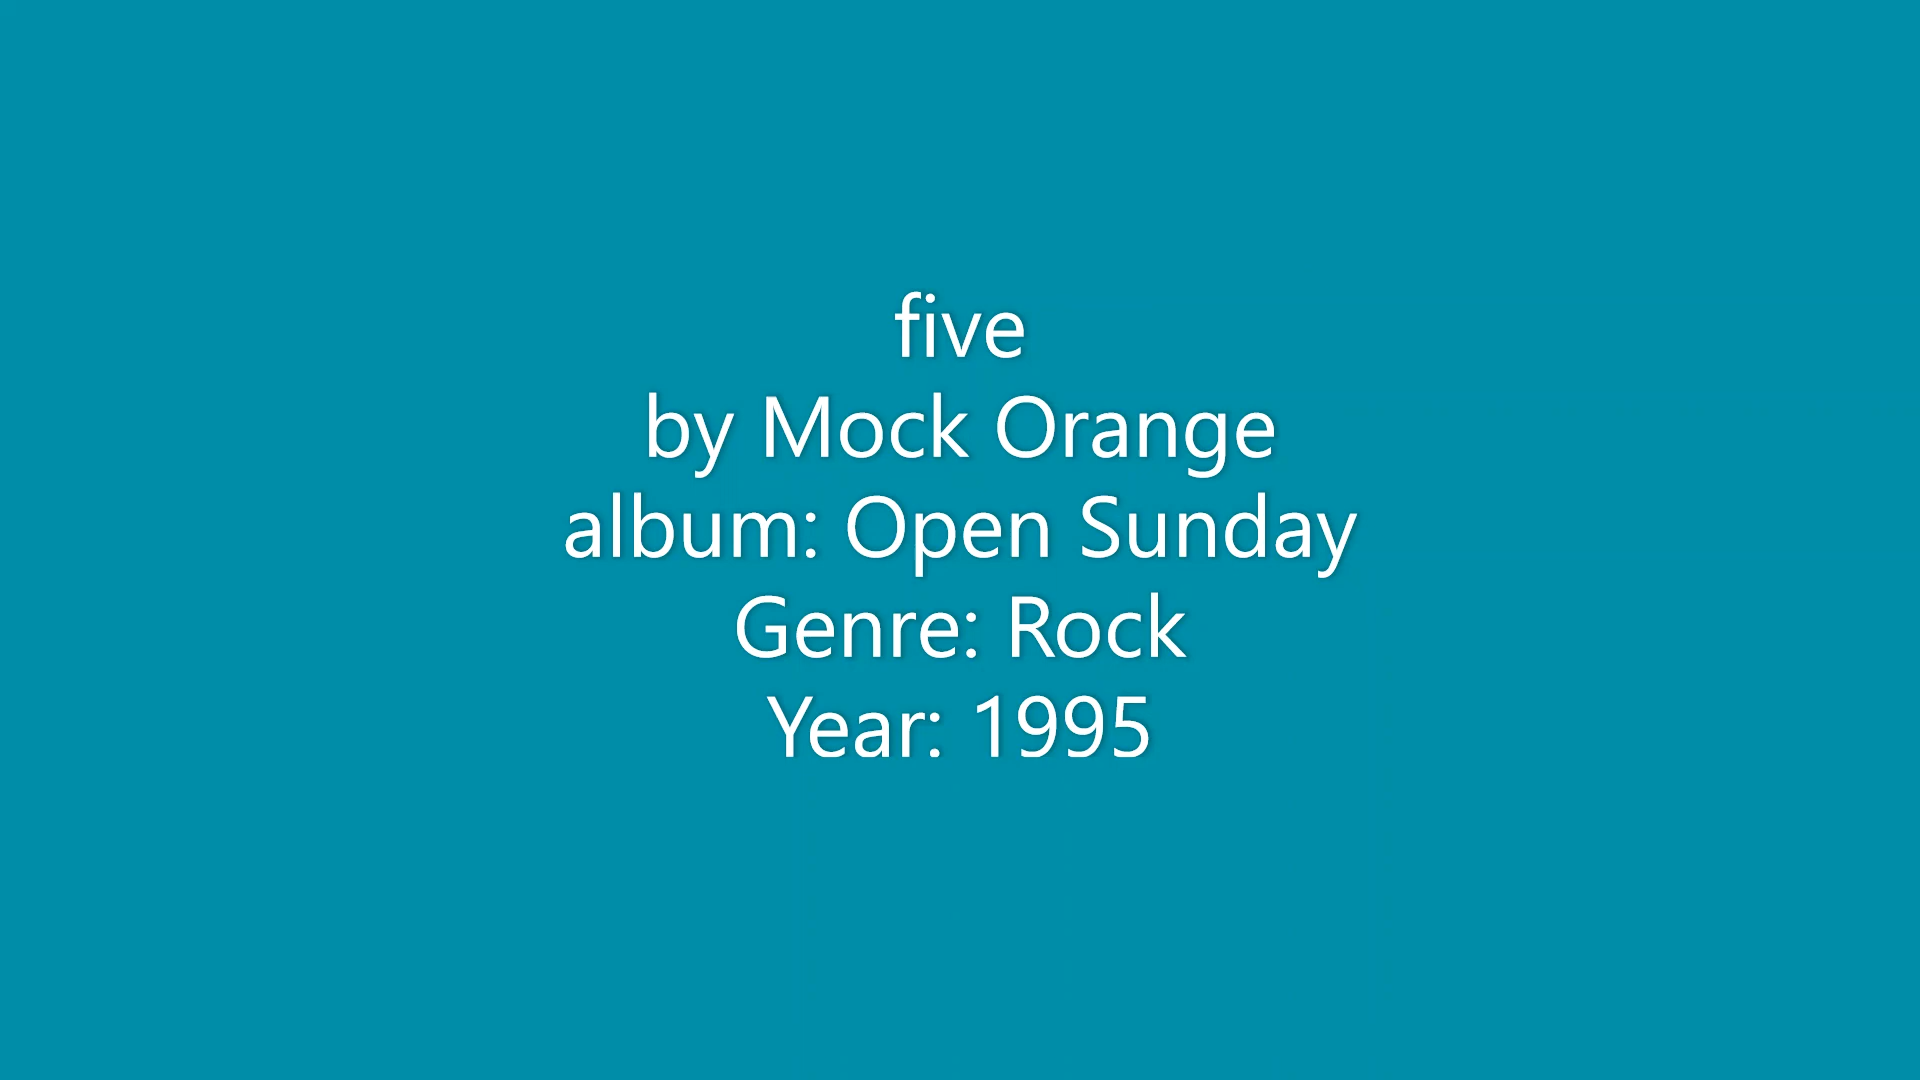 five
by Mock Orange
album: Open Sunday
Genre: Rock
Year: 1995